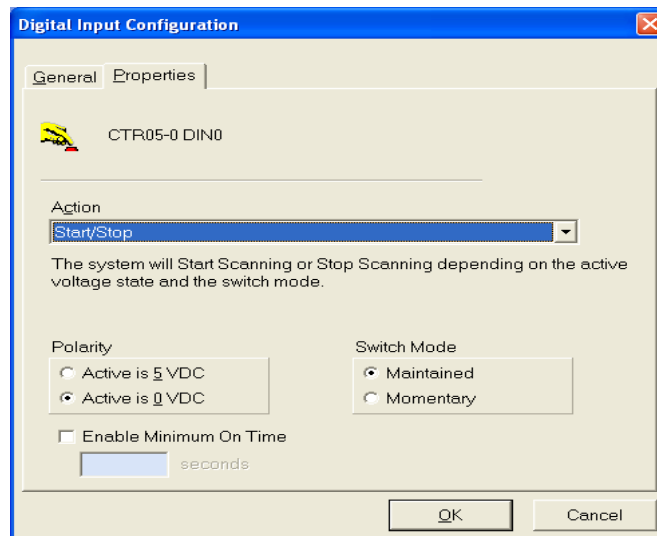 Digital Input Configuration
General Properties
CTR05-0 DIN0
Action
Start/Stop
The system will Start Scanning or Stop Scanning depending on the active
voltage state and the switch mode.
Polarity Switch Mode
Active is 5 VDC Maintained
Active is 0 VDC Momentary
Enable Minimum On Time
seconds
OK Cancel